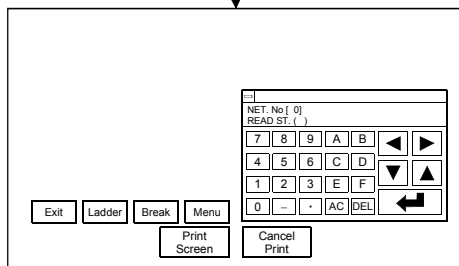 NET. No [ 0]
READ ST. ( )
7 8 9 A B
4 5 6 C D
1 2 3 E F
0 – · AC DEL
Exit Ladder Break Menu
Print Screen
Cancel Print